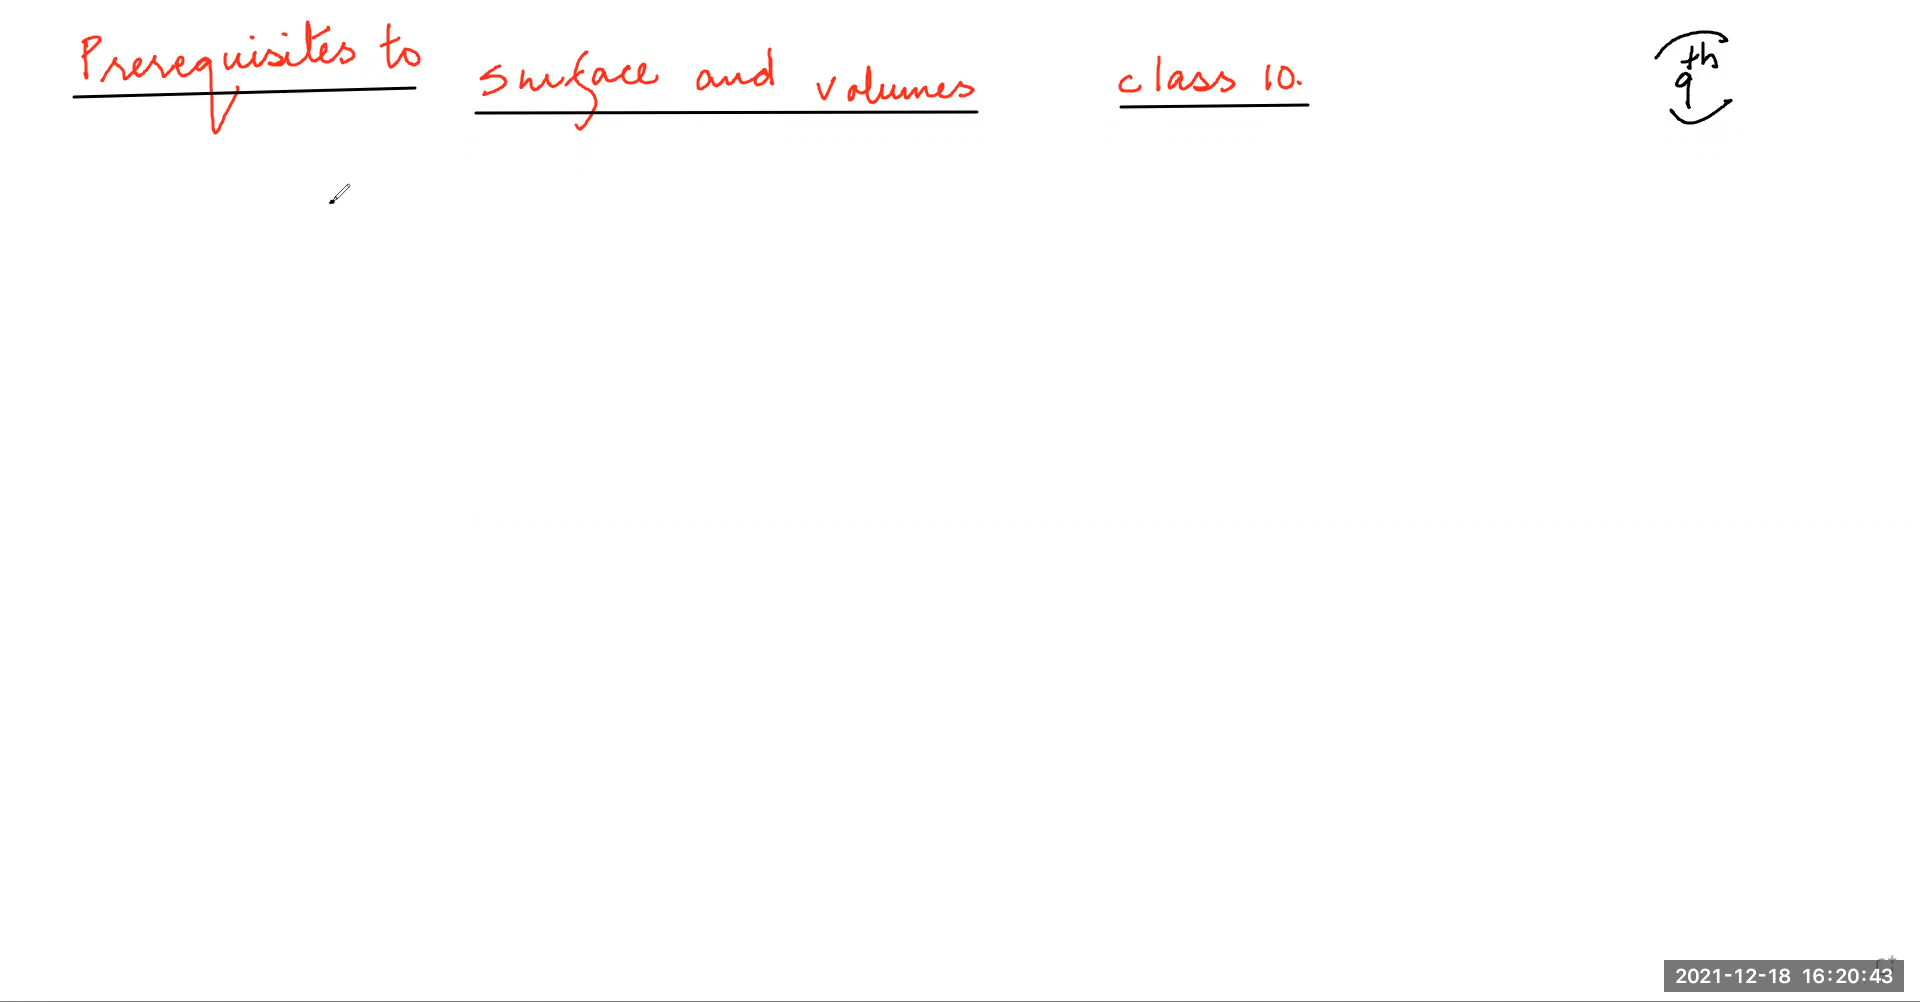 Prerequisites to surface and volumes class 10.
9th
2021-12-18 16:20:43